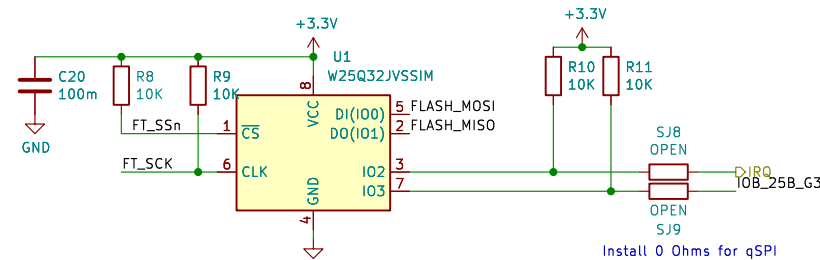 +3.3V
+3.3V
U1
W25Q32JVSSIM
C20
100m
GND
R8
10K
R9
10K
R10
10K
R11
10K
8
VCC
FT_SSn
1
CS
DI(IO0)
5
FLASH_MOSI
DO(IO1)
2
FLASH_MISO
FT_SCK
6
CLK
IO2
3
IO3
7
GND
4
SJ8
OPEN
IRQ
IOB_25B_G3
OPEN
SJ9
Install 0 Ohms for qSPI